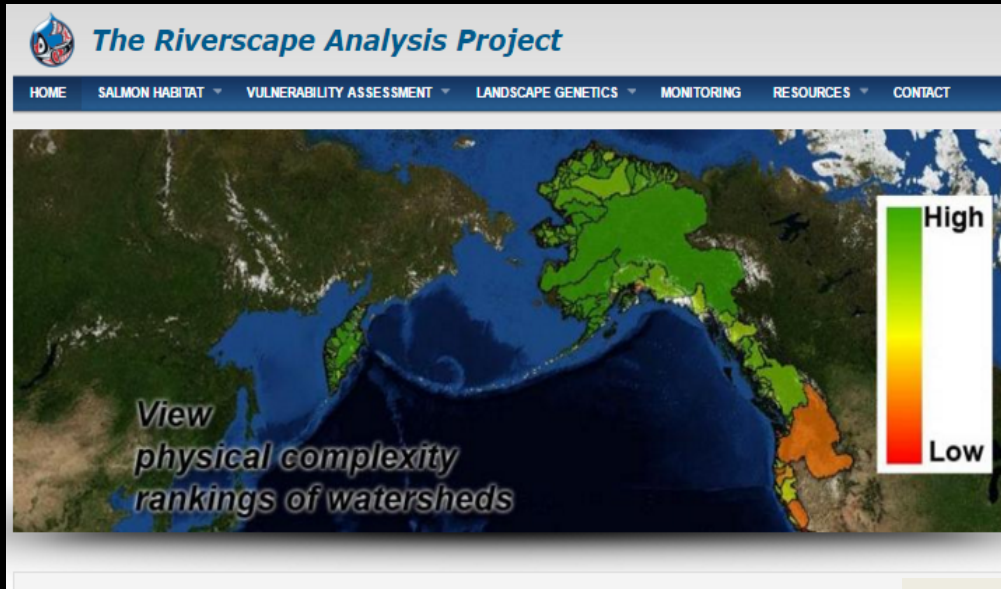 The Riverscape Analysis Project
HOME SALMON HABITAT VULNERABILITY ASSESSMENT LANDSCAPE GENETICS MONITORING RESOURCES CONTACT
High
Low
View
physical complexity
rankings of watersheds